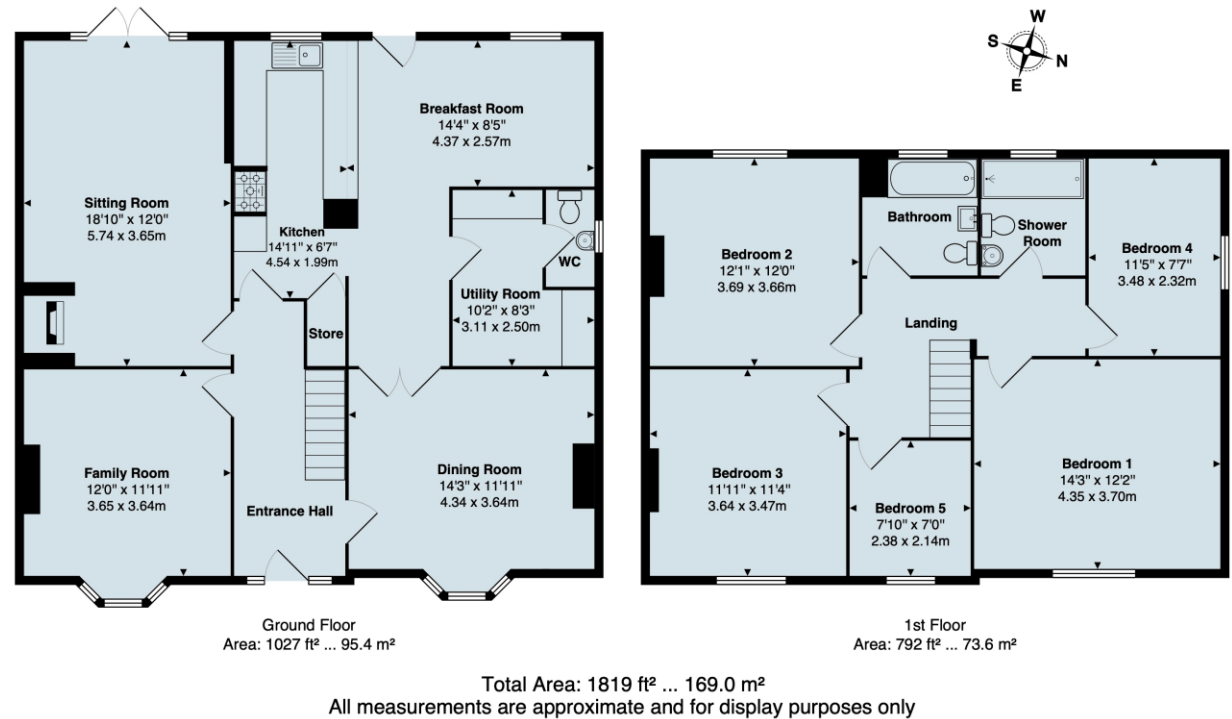 W
S
N
E
Breakfast Room
14'4" x 8'5"
4.37 x 2.57m
Sitting Room
18'10" x 12'0"
5.74 x 3.65m
Kitchen
14'11" x 6'7"
4.54 x 1.99m
WC
Utility Room
10'2" x 8'3"
3.11 x 2.50m
Store
Family Room
12'0" x 11'11"
3.65 x 3.64m
Entrance Hall
Dining Room
14'3" x 11'11"
4.34 x 3.64m
Ground Floor
Area: 1027 ft² ... 95.4 m²
Bathroom
Shower
Room
Bedroom 2
12'1" x 12'0"
3.69 x 3.66m
Bedroom 4
11'5" x 7'7"
3.48 x 2.32m
Landing
Bedroom 3
11'11" x 11'4"
3.64 x 3.47m
Bedroom 5
7'10" x 7'0"
2.38 x 2.14m
Bedroom 1
14'3" x 12'2"
4.35 x 3.70m
1st Floor
Area: 792 ft² ... 73.6 m²
Total Area: 1819 ft² ... 169.0 m²
All measurements are approximate and for display purposes only